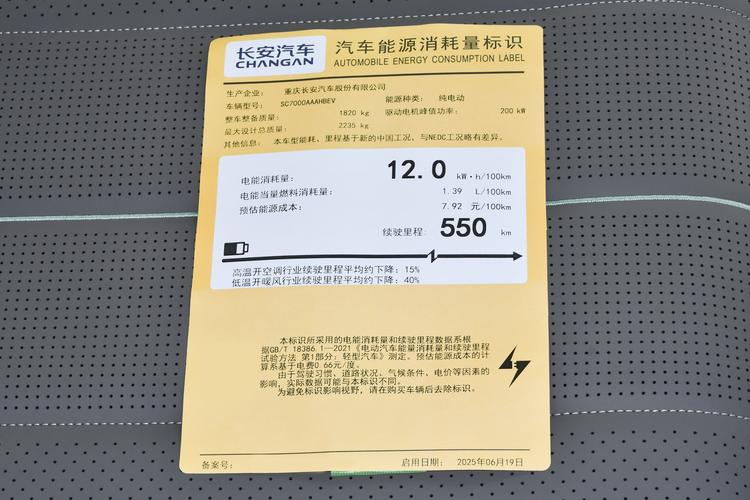 长安汽车
CHANGAN
汽车能源消耗量标识
AUTOMOBILE ENERGY CONSUMPTION LABEL
生产企业： 重庆长安汽车股份有限公司
车辆型号： SC7000AAAHBEV 能源种类： 纯电动
整车整备质量： 1820 kg 驱动电机峰值功率： 200 kW
最大设计总质量： 2235 kg
其他信息： 本车型能耗、里程基于新的中国工况，与NEDC工况略有差异。
电能消耗量： 12.0 kW·h/100km
电能当量燃料消耗量： 1.39 L/100km
预估能源成本： 7.92 元/100km
续驶里程： 550 km
高温开空调行业续驶里程平均约下降：15%
低温开暖风行业续驶里程平均约下降：40%
本标识所采用的电能消耗量和续驶里程数据系根
据GB/T 18386.1—2021《电动汽车能量消耗量和续驶里程
试验方法 第1部分：轻型汽车》测定。预估能源成本的计
算系基于电费0.66元/度。
由于驾驶习惯、道路状况、气候条件、电价等因素的
影响，实际数据可能与本标识不同。
为避免标识影响视野，请在购买车辆后去除标识。
备案号： 启用日期： 2025年06月19日